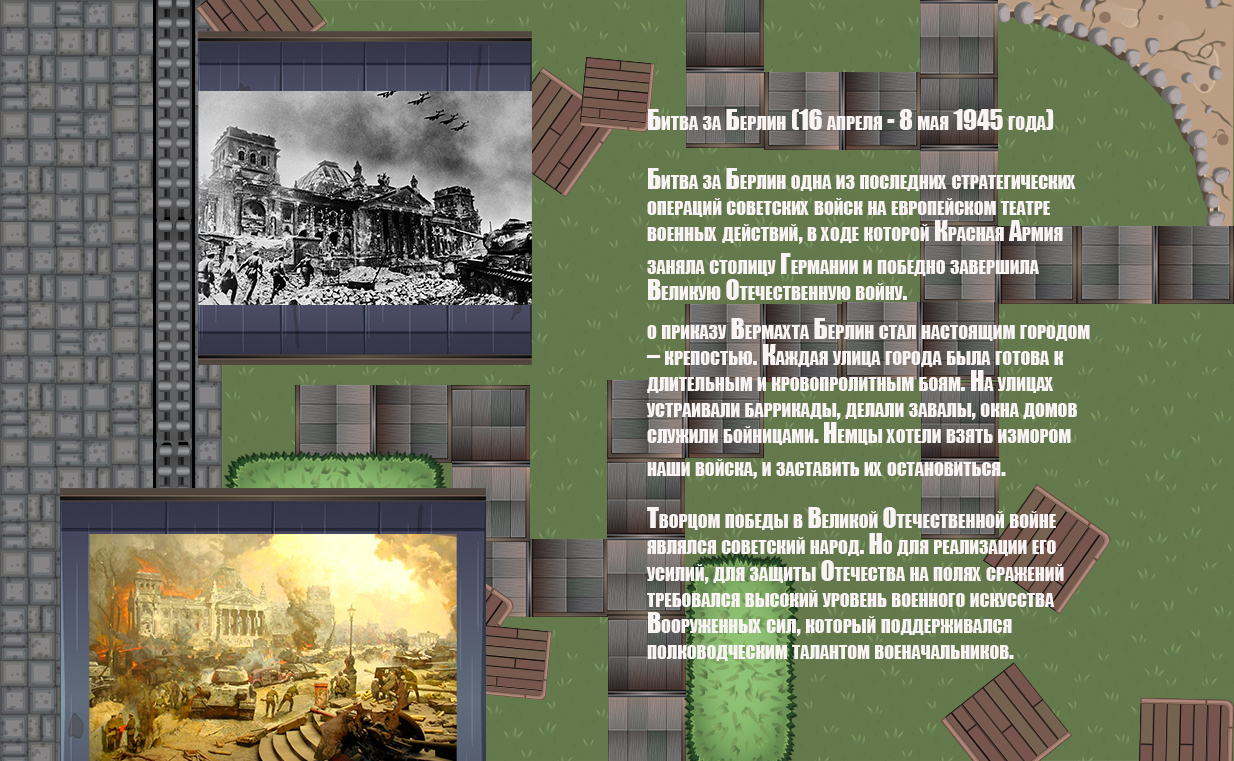 Битва за Берлин (16 апреля - 8 мая 1945 года)
Битва за Берлин одна из последних стратегических
операций советских войск на европейском театре
военных действий, в ходе которой Красная Армия
заняла столицу Германии и победно завершила
Великую Отечественную войну.
о приказу Вермахта Берлин стал настоящим городом
– крепостью. Каждая улица города была готова к
длительным и кровопролитным боям. На улицах
устраивали баррикады, делали завалы, окна домов
служили бойницами. Немцы хотели взять измором
наши войска, и заставить их остановиться.
Творцом победы в Великой Отечественной войне
являлся советский народ. Но для реализации его
усилий, для защиты Отечества на полях сражений
требовался высокий уровень военного искусства
Вооруженных сил, который поддерживался
полководческим талантом военачальников.